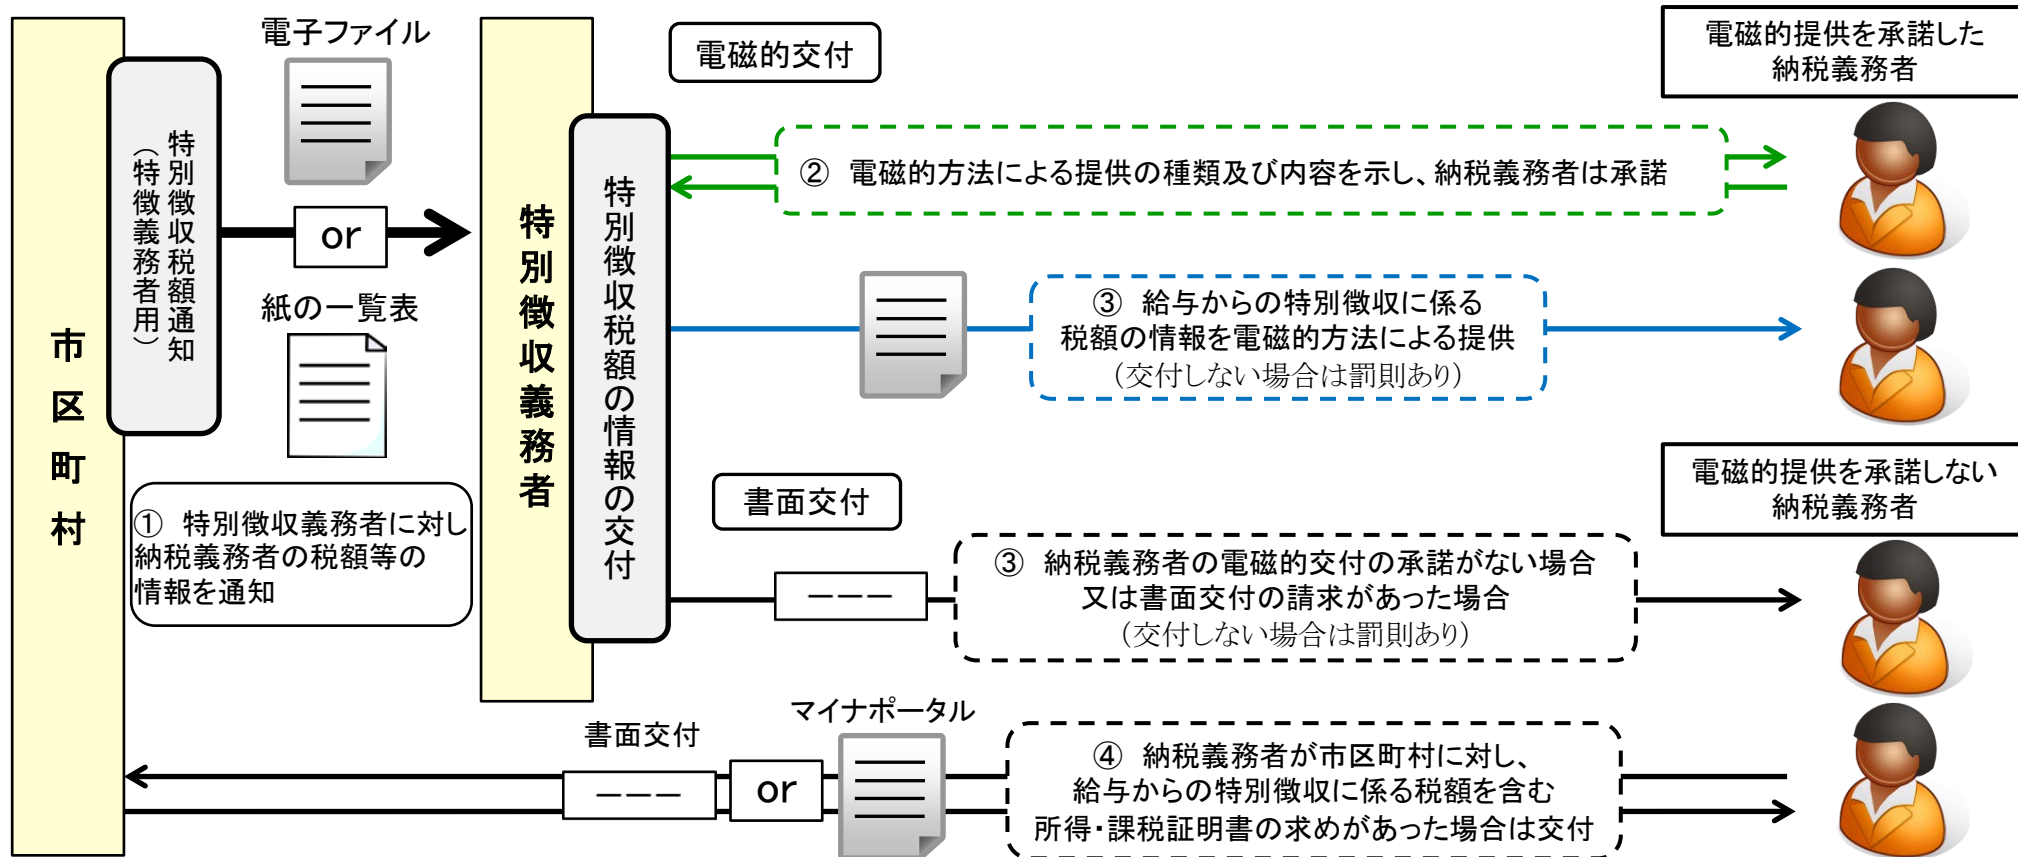 市区町村
特別徴収税額通知
（特徴義務者用）
電子ファイル
or
紙の一覧表
① 特別徴収義務者に対し
納税義務者の税額等の
情報を通知
特別徴収義務者
特別徴収税額の情報の交付
電磁的交付
電磁的提供を承諾した
納税義務者
② 電磁的方法による提供の種類及び内容を示し、納税義務者は承諾
③ 給与からの特別徴収に係る
税額の情報を電磁的方法による提供
（交付しない場合は罰則あり）
書面交付
電磁的提供を承諾しない
納税義務者
ーーー
③ 納税義務者の電磁的交付の承諾がない場合
又は書面交付の請求があった場合
（交付しない場合は罰則あり）
書面交付
ーーー
or
マイナポータル
④ 納税義務者が市区町村に対し、
給与からの特別徴収に係る税額を含む
所得・課税証明書の求めがあった場合は交付